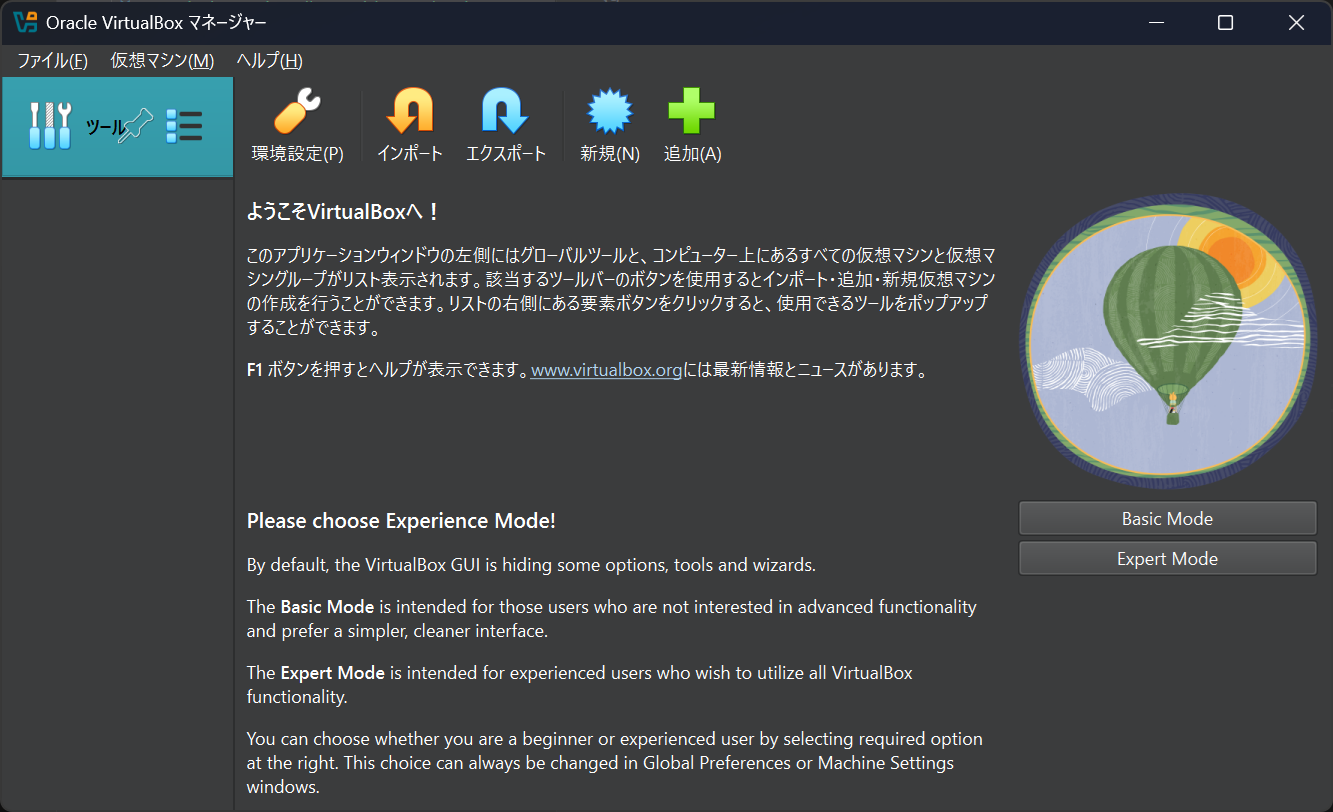 Oracle VirtualBox マネージャー
ファイル(F) 仮想マシン(M) ヘルプ(H)
ツール
環境設定(P) インポート エクスポート 新規(N) 追加(A)
ようこそVirtualBoxへ！
このアプリケーションウィンドウの左側にはグローバルツールと、コンピューター上にあるすべての仮想マシンと仮想マ
シングループがリスト表示されます。該当するツールバーのボタンを使用するとインポート・追加・新規仮想マシン
の作成を行うことができます。リストの右側にある要素ボタンをクリックすると、使用できるツールをポップアップ
することができます。
F1 ボタンを押すとヘルプが表示できます。www.virtualbox.orgには最新情報とニュースがあります。
Please choose Experience Mode!
By default, the VirtualBox GUI is hiding some options, tools and wizards.
The Basic Mode is intended for those users who are not interested in advanced functionality
and prefer a simpler, cleaner interface.
The Expert Mode is intended for experienced users who wish to utilize all VirtualBox
functionality.
You can choose whether you are a beginner or experienced user by selecting required option
at the right. This choice can always be changed in Global Preferences or Machine Settings
windows.
Basic Mode
Expert Mode